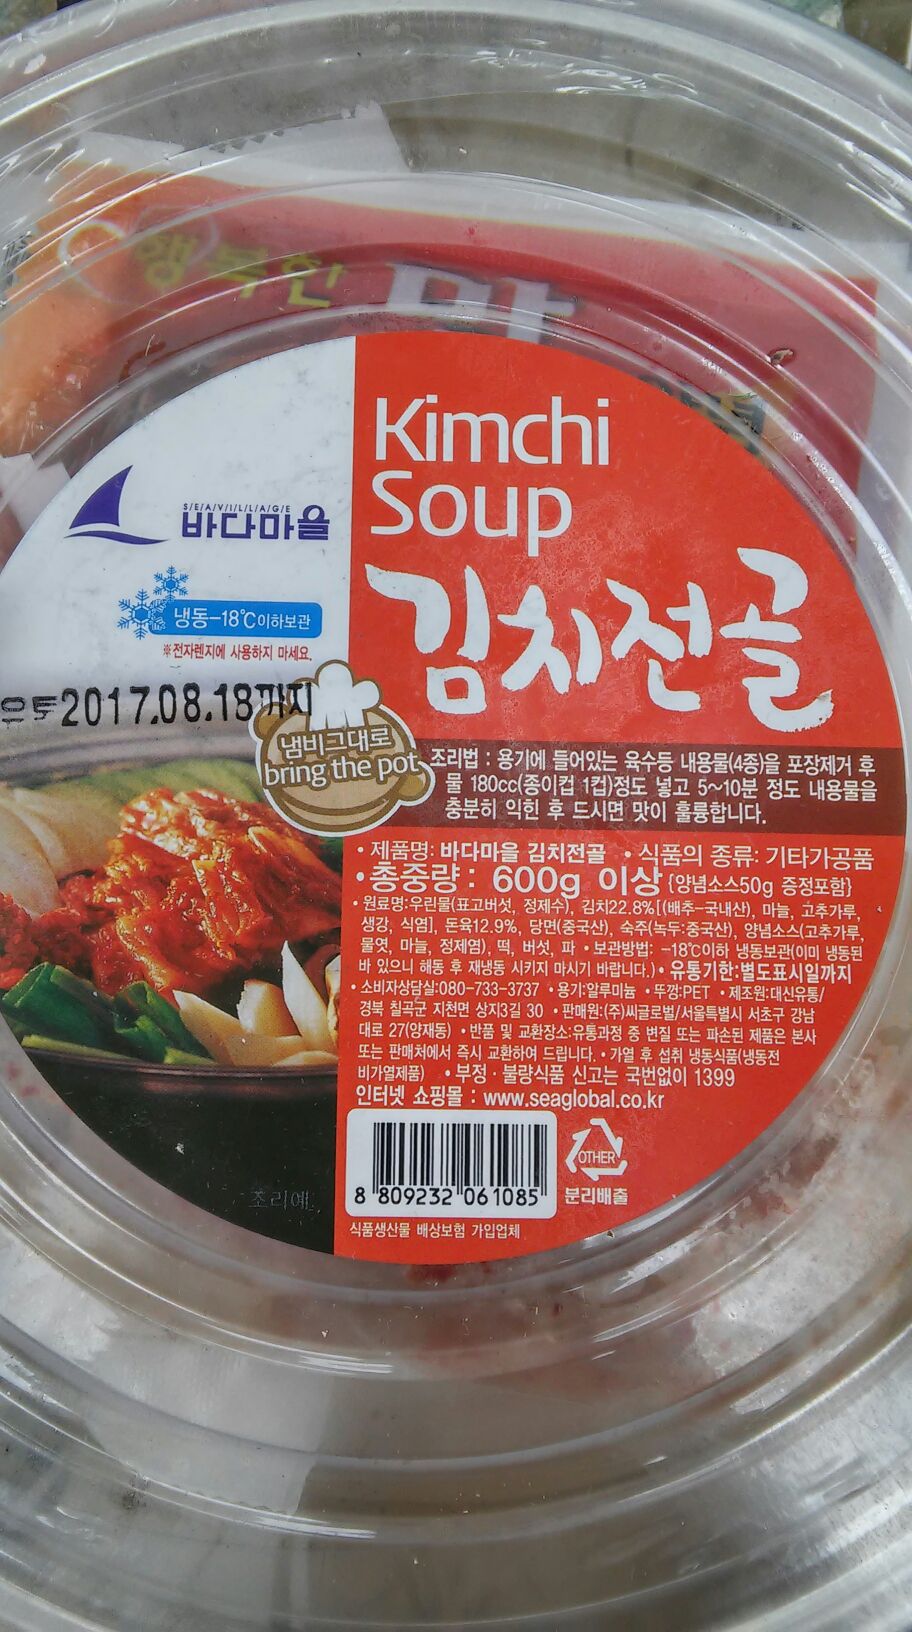 행복한 맛
Kimchi
Soup
김치전골
S/E/A/V/I/L/L/A/G/E
바다마을
냉동-18℃이하보관
※전자렌지에 사용하지 마세요.
유통2017.08.18까지
냄비그대로
bring the pot
조리법 : 용기에 들어있는 육수등 내용물(4종)을 포장제거 후
물 180cc(종이컵 1컵)정도 넣고 5~10분 정도 내용물을
충분히 익힌 후 드시면 맛이 훌륭합니다.
• 제품명: 바다마을 김치전골 • 식품의 종류: 기타가공품
• 총중량 : 600g 이상 {양념소스50g 증정포함}
• 원료명:우린물(표고버섯, 정제수), 김치22.8%[(배추-국내산), 마늘, 고추가루,
생강, 식염], 돈육12.9%, 당면(중국산), 숙주(녹두:중국산), 양념소스(고추가루,
물엿, 마늘, 정제염), 떡, 버섯, 파 • 보관방법: -18℃이하 냉동보관(이미 냉동된
바 있으니 해동 후 재냉동 시키지 마시기 바랍니다.) • 유통기한:별도표시일까지
• 소비자상담실:080-733-3737 • 용기:알루미늄 • 뚜껑:PET • 제조원:대신유통/
경북 칠곡군 지천면 상지3길 30 • 판매원:(주)씨글로벌/서울특별시 서초구 강남
대로 27(양재동) • 반품 및 교환장소:유통과정 중 변질 또는 파손된 제품은 본사
또는 판매처에서 즉시 교환하여 드립니다. • 가열 후 섭취 냉동식품(냉동전
비가열제품) • 부정 · 불량식품 신고는 국번없이 1399
인터넷 쇼핑몰 : www.seaglobal.co.kr
8 809232 061085
OTHER
분리배출
조리예
식품생산물 배상보험 가입업체